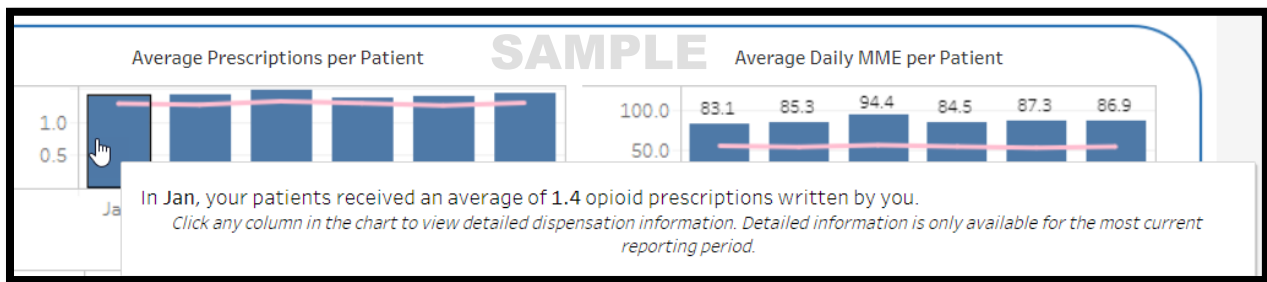 SAMPLE
Average Prescriptions per Patient
Average Daily MME per Patient
1.0
0.5
Ja
100.0
50.0
83.1 85.3 94.4 84.5 87.3 86.9
In Jan, your patients received an average of 1.4 opioid prescriptions written by you.
Click any column in the chart to view detailed dispensation information. Detailed information is only available for the most current
reporting period.